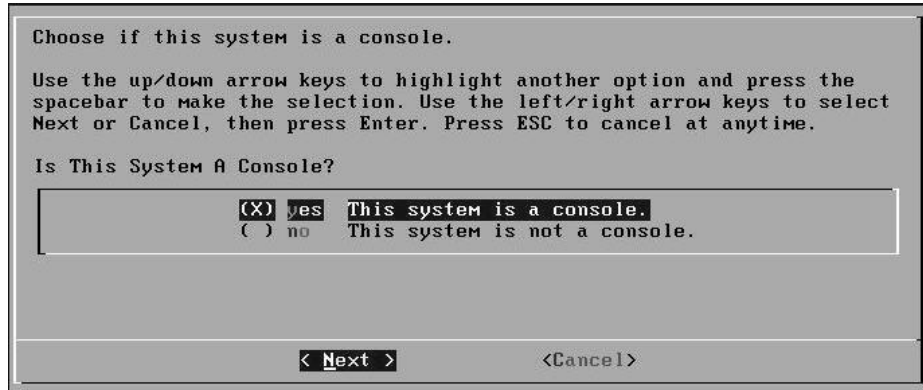 Choose if this system is a console.
Use the up/down arrow keys to highlight another option and press the
spacebar to make the selection. Use the left/right arrow keys to select
Next or Cancel, then press Enter. Press ESC to cancel at anytime.
Is This System A Console?
(X) yes This system is a console.
( ) no This system is not a console.
< Next > <Cancel>